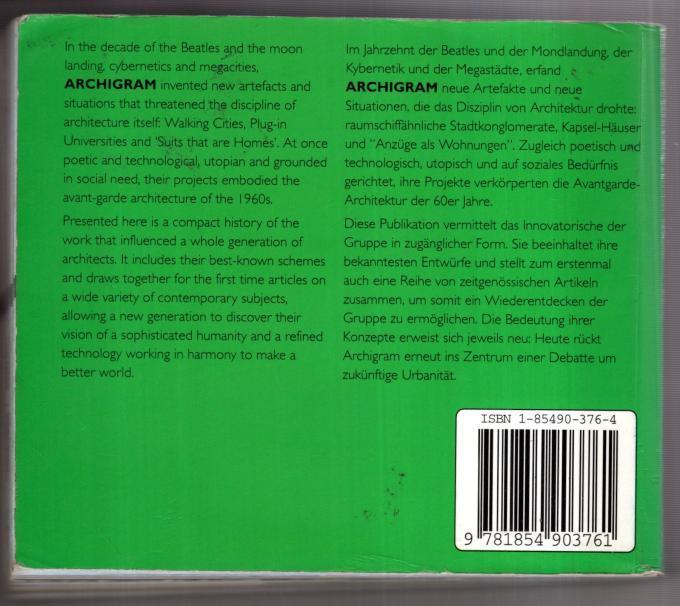 In the decade of the Beatles and the moon
landing, cybernetics and megacities,
ARCHIGRAM invented new artefacts and
situations that threatened the discipline of
architecture itself: Walking Cities, Plug-in
Universities and 'Suits that are Homes'. At once
poetic and technological, utopian and grounded
in social need, their projects embodied the
avant-garde architecture of the 1960s.
Presented here is a compact history of the
work that influenced a whole generation of
architects. It includes their best-known schemes
and draws together for the first time articles on
a wide variety of contemporary subjects,
allowing a new generation to discover their
vision of a sophisticated humanity and a refined
technology working in harmony to make a
better world.
Im Jahrzehnt der Beatles und der Mondlandung, der
Kybernetik und der Megastädte, erfand
ARCHIGRAM neue Artefakte und neue
Situationen, die das Disziplin von Architektur drohte:
raumschiffähnliche Stadtkonglomerate, Kapsel-Häuser
und "Anzüge als Wohnungen". Zugleich poetisch und
technologisch, utopisch und auf soziales Bedürfnis
gerichtet, ihre Projekte verkörperten die Avantgarde-
Architektur der 60er Jahre.
Diese Publikation vermittelt das Innovatorische der
Gruppe in zugänglicher Form. Sie beeinhaltet ihre
bekanntesten Entwürfe und stellt zum erstenmal
auch eine Reihe von zeitgenössischen Artikeln
zusammen, um somit ein Wiederentdecken der
Gruppe zu ermöglichen. Die Bedeutung ihrer
Konzepte erweist sich jeweils neu: Heute rückt
Archigram erneut ins Zentrum einer Debatte um
zukünftige Urbanität.
ISBN 1-85490-376-4
9 781854 903761